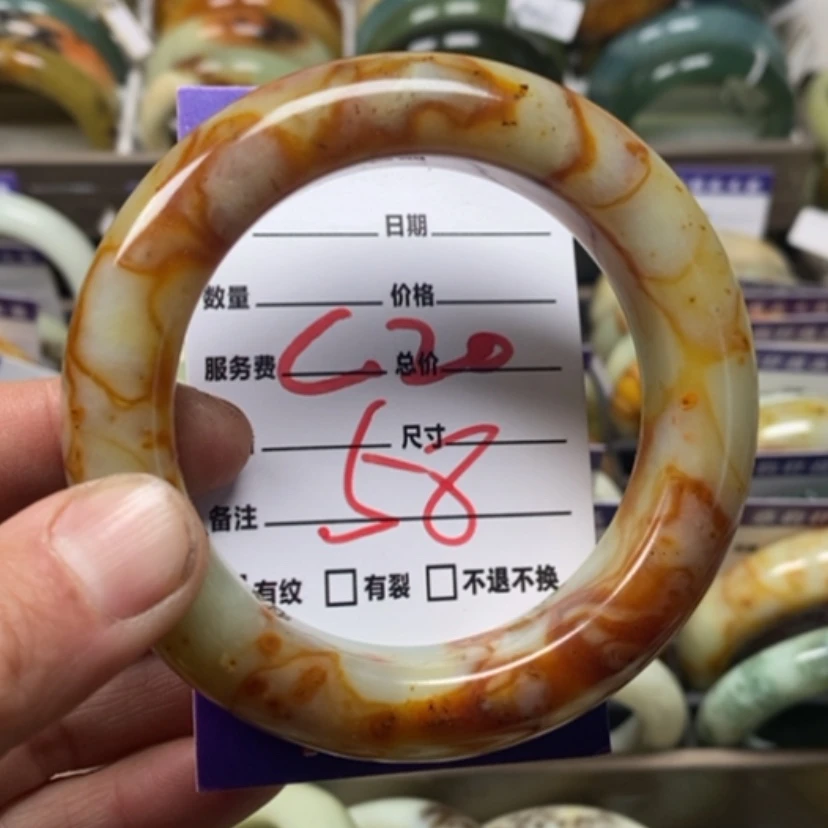 日期
数量 价格
服务费 总价
C20
尺寸
58
备注
有纹 有裂 不退不换